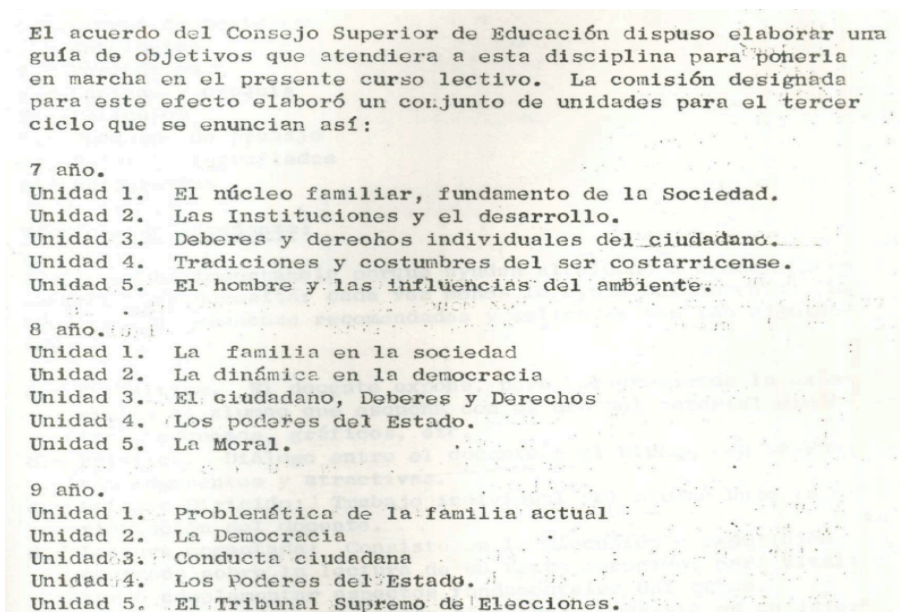 El acuerdo del Consejo Superior de Educación dispuso elaborar una
guía de objetivos que atendiera a esta disciplina para ponerla
en marcha en el presente curso lectivo. La comisión designada
para este efecto elaboró un conjunto de unidades para el tercer
ciclo que se enuncian así:
7 año.
Unidad 1. El núcleo familiar, fundamento de la Sociedad.
Unidad 2. Las Instituciones y el desarrollo.
Unidad 3. Deberes y derechos individuales del ciudadano.
Unidad 4. Tradiciones y costumbres del ser costarricense.
Unidad 5. El hombre y las influencias del ambiente.
8 año.
Unidad 1. La familia en la sociedad
Unidad 2. La dinámica en la democracia
Unidad 3. El ciudadano, Deberes y Derechos
Unidad 4. Los poderes del Estado.
Unidad 5. La Moral.
9 año.
Unidad 1. Problemática de la familia actual
Unidad 2. La Democracia
Unidad 3. Conducta ciudadana
Unidad 4. Los Poderes del Estado.
Unidad 5. El Tribunal Supremo de Elecciones.